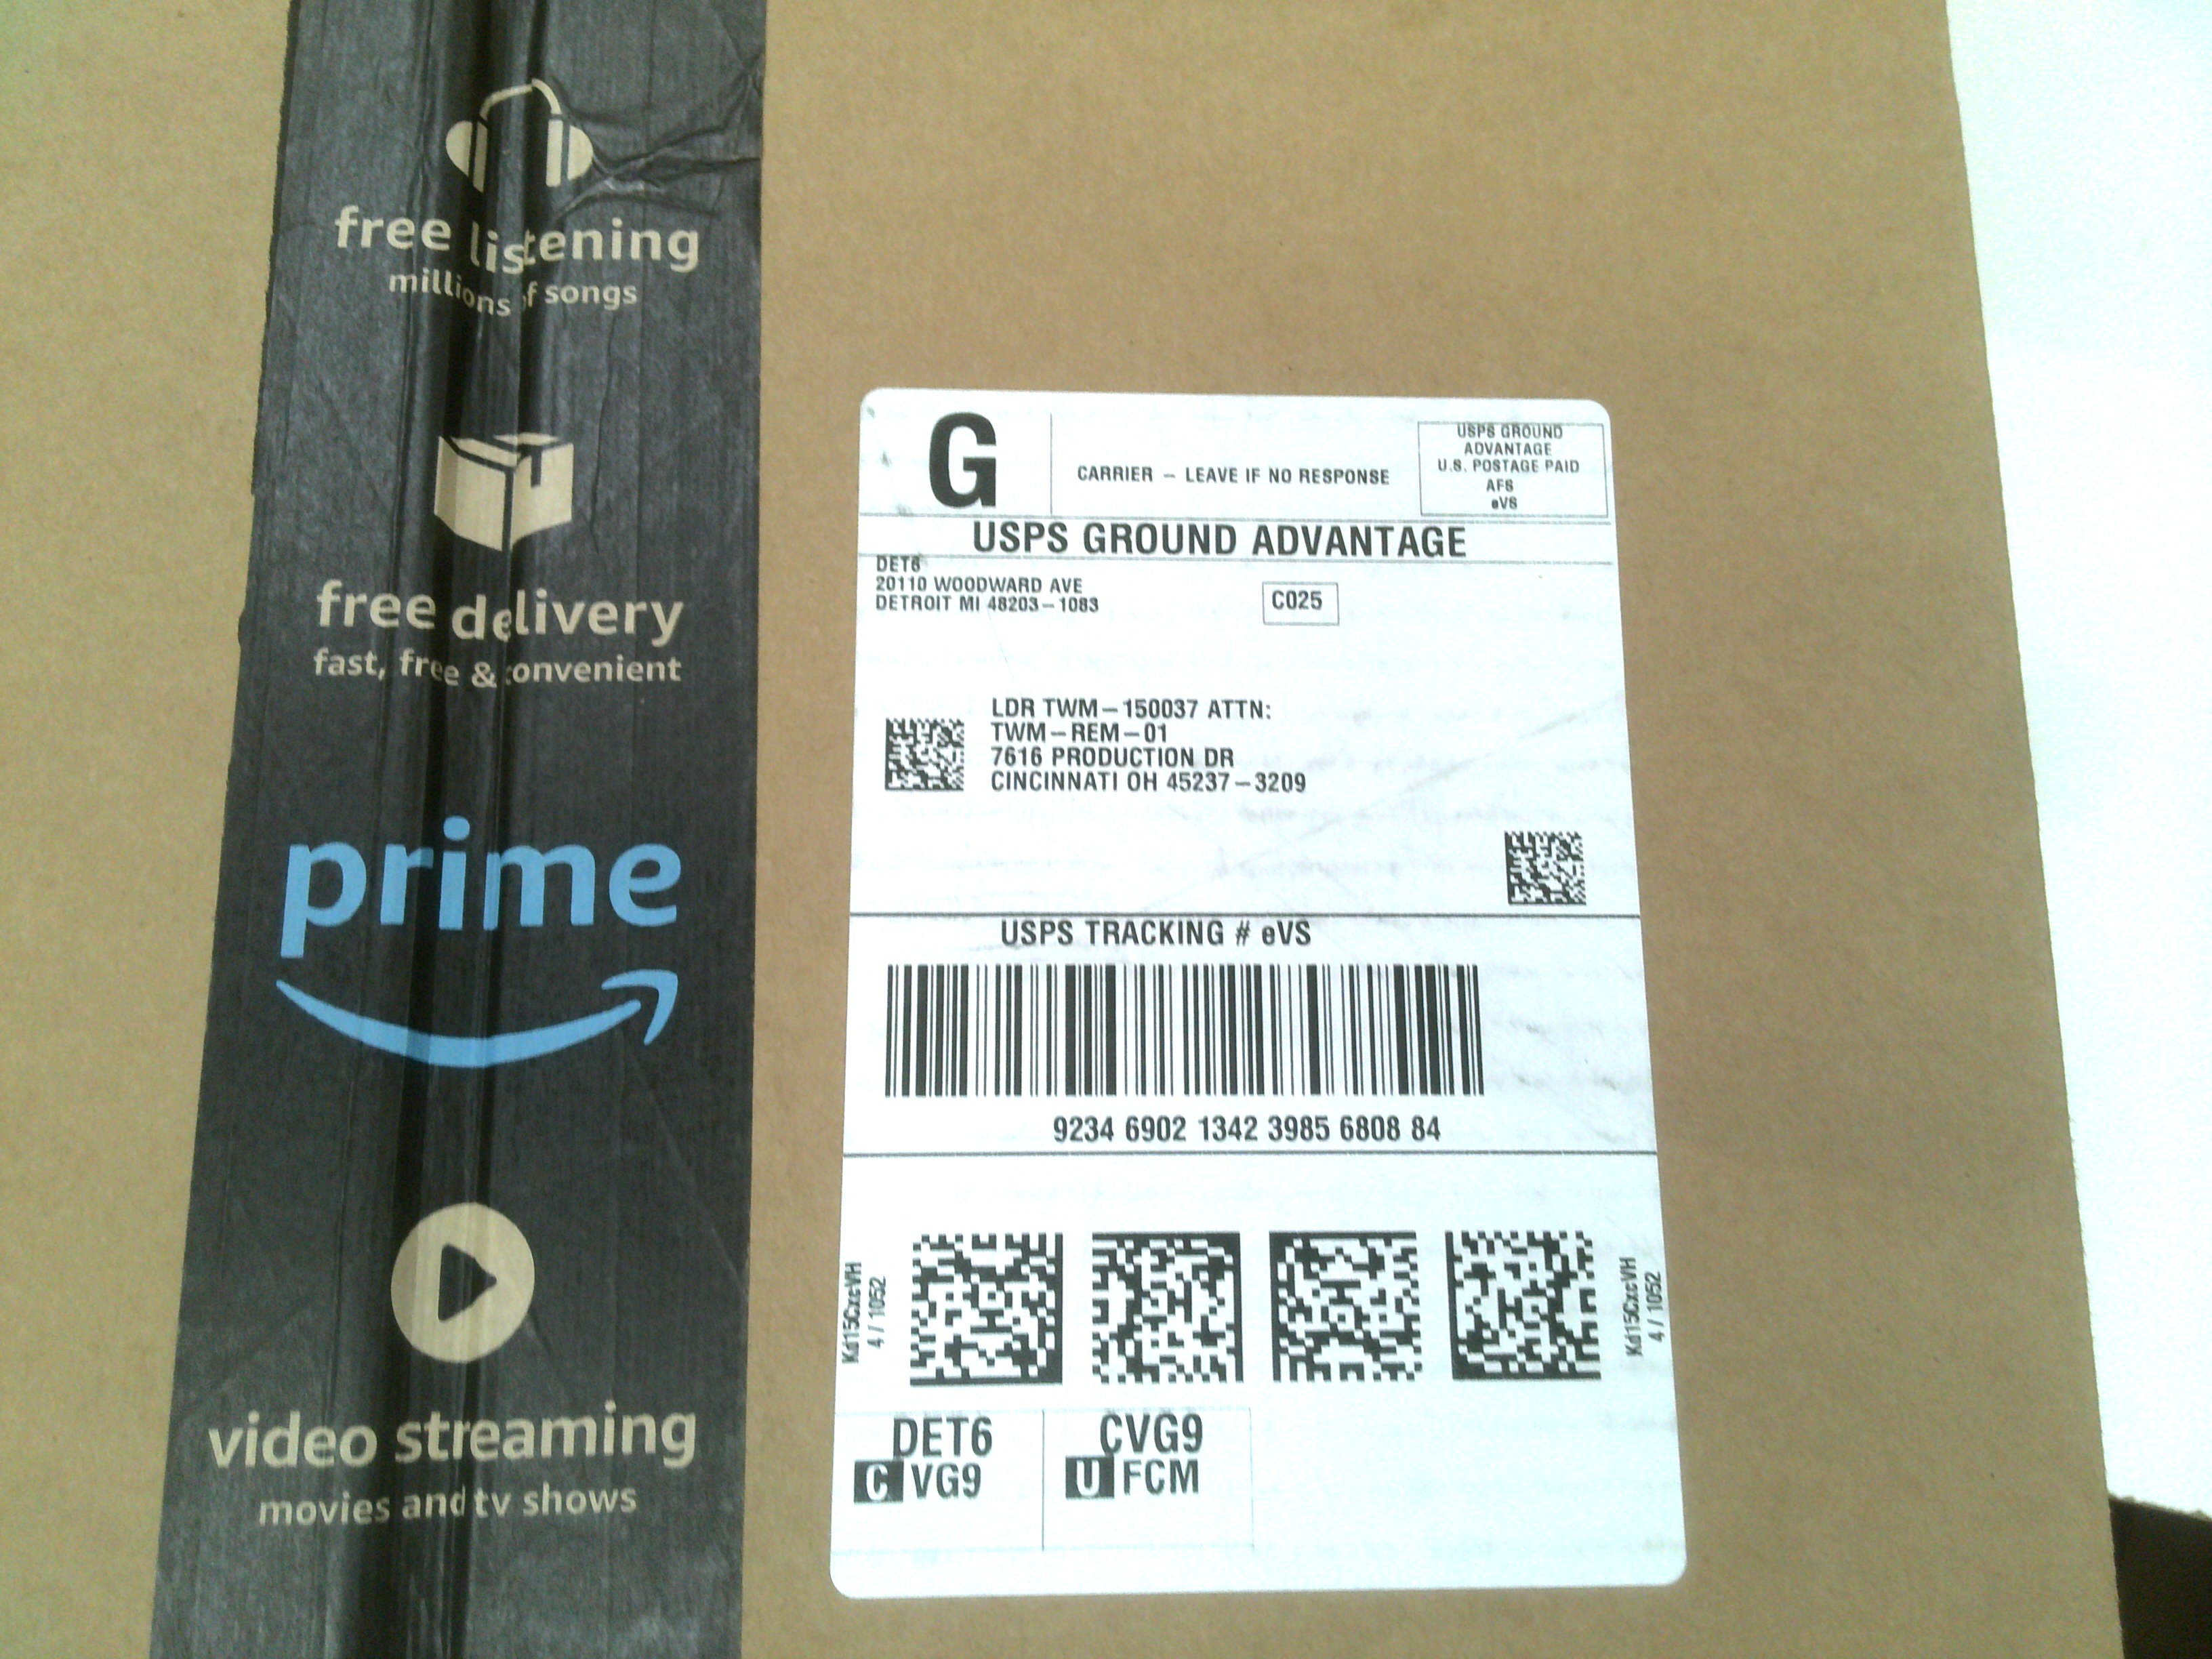 free listening
millions of songs
free delivery
fast, free & convenient
prime
video streaming
movies and tv shows
G
CARRIER – LEAVE IF NO RESPONSE
USPS GROUND
ADVANTAGE
U.S. POSTAGE PAID
AFS
eVS
USPS GROUND ADVANTAGE
DET6
20110 WOODWARD AVE
DETROIT MI 48203–1083
C025
LDR TWM–150037 ATTN:
TWM–REM–01
7616 PRODUCTION DR
CINCINNATI OH 45237–3209
USPS TRACKING # eVS
9234 6902 1342 3985 6808 84
Kd15CxcVH
4 / 1052
Kd15CxcVH
4 / 1052
DET6
C VG9
CVG9
U FCM